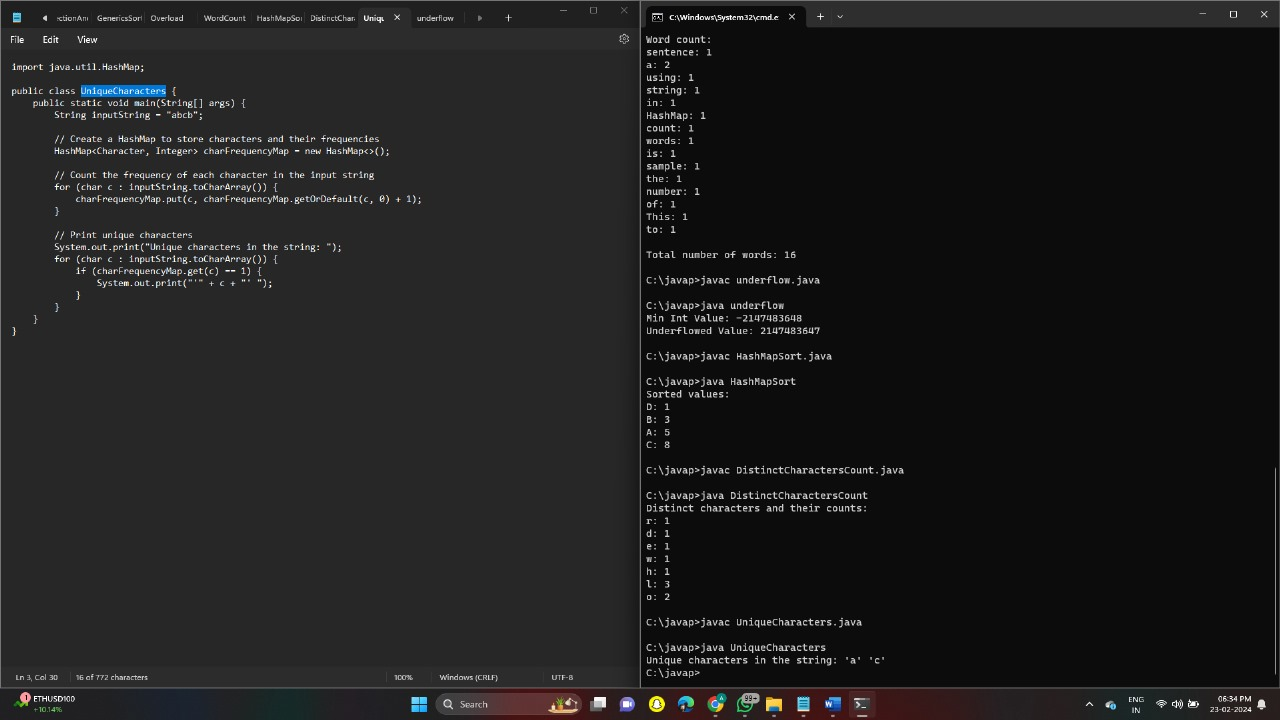 ectionAn GenericsSort Overload WordCount HashMapSo DistinctChar Uniqu underflow
File Edit View
import java.util.HashMap;
public class UniqueCharacters {
public static void main(String[] args) {
String inputString = "abcb";
// Create a HashMap to store characters and their frequencies
HashMap<Character, Integer> charFrequencyMap = new HashMap<>();
// Count the frequency of each character in the input string
for (char c : inputString.toCharArray()) {
charFrequencyMap.put(c, charFrequencyMap.getOrDefault(c, 0) + 1);
}
// Print unique characters
System.out.print("Unique characters in the string: ");
for (char c : inputString.toCharArray()) {
if (charFrequencyMap.get(c) == 1) {
System.out.print("'" + c + "' ");
}
}
}
}
Ln 3, Col 30 16 of 772 characters 100% Windows (CRLF) UTF-8
C:\Windows\System32\cmd.e
Word count:
sentence: 1
a: 2
using: 1
string: 1
in: 1
HashMap: 1
count: 1
words: 1
is: 1
sample: 1
the: 1
number: 1
of: 1
This: 1
to: 1
Total number of words: 16
C:\javap>javac underflow.java
C:\javap>java underflow
Min Int Value: -2147483648
Underflowed Value: 2147483647
C:\javap>javac HashMapSort.java
C:\javap>java HashMapSort
Sorted values:
D: 1
B: 3
A: 5
C: 8
C:\javap>javac DistinctCharactersCount.java
C:\javap>java DistinctCharactersCount
Distinct characters and their counts:
r: 1
d: 1
e: 1
w: 1
h: 1
l: 3
o: 2
C:\javap>javac UniqueCharacters.java
C:\javap>java UniqueCharacters
Unique characters in the string: 'a' 'c'
C:\javap>
1
ETHUSD100
+10.14%
Search
99+
ENG
IN
06:34 PM
23-02-2024